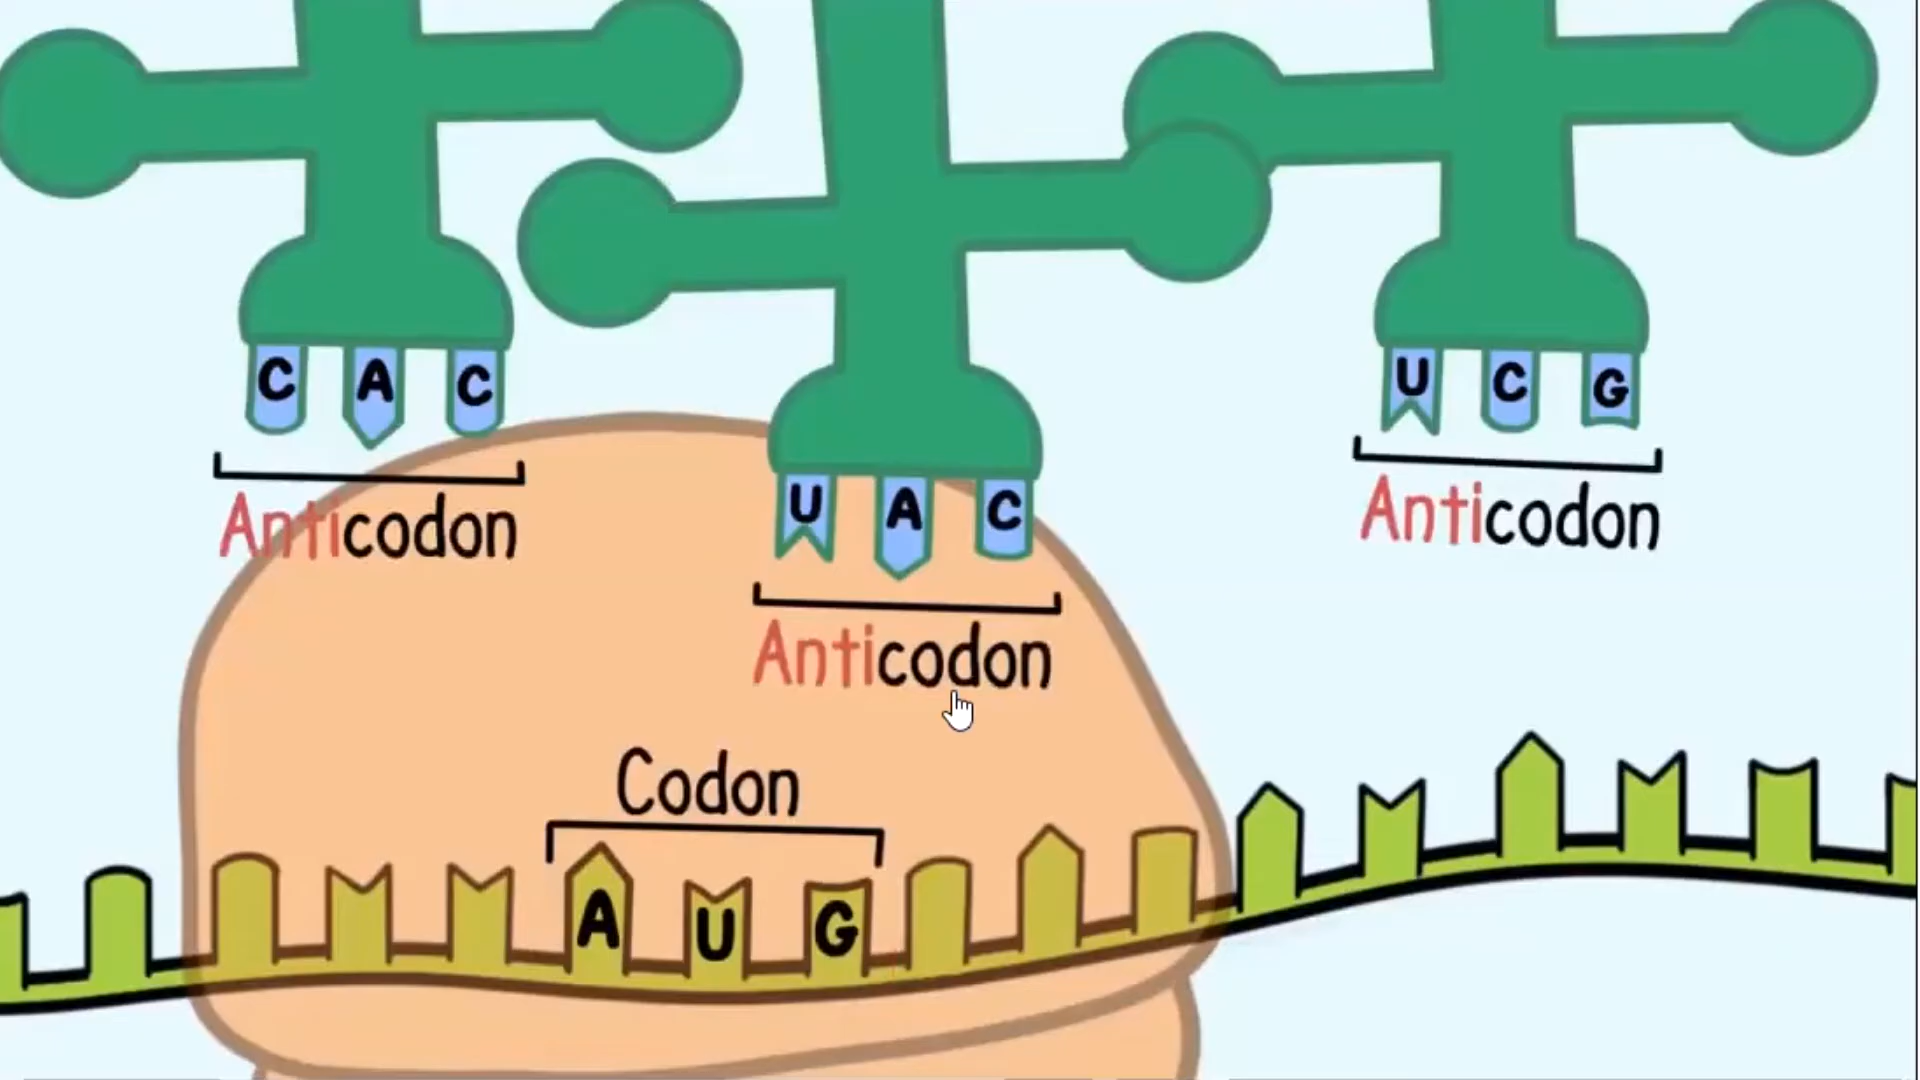 C A C
U C G
U A C
Anticodon
Anticodon
Anticodon
Codon
A U G